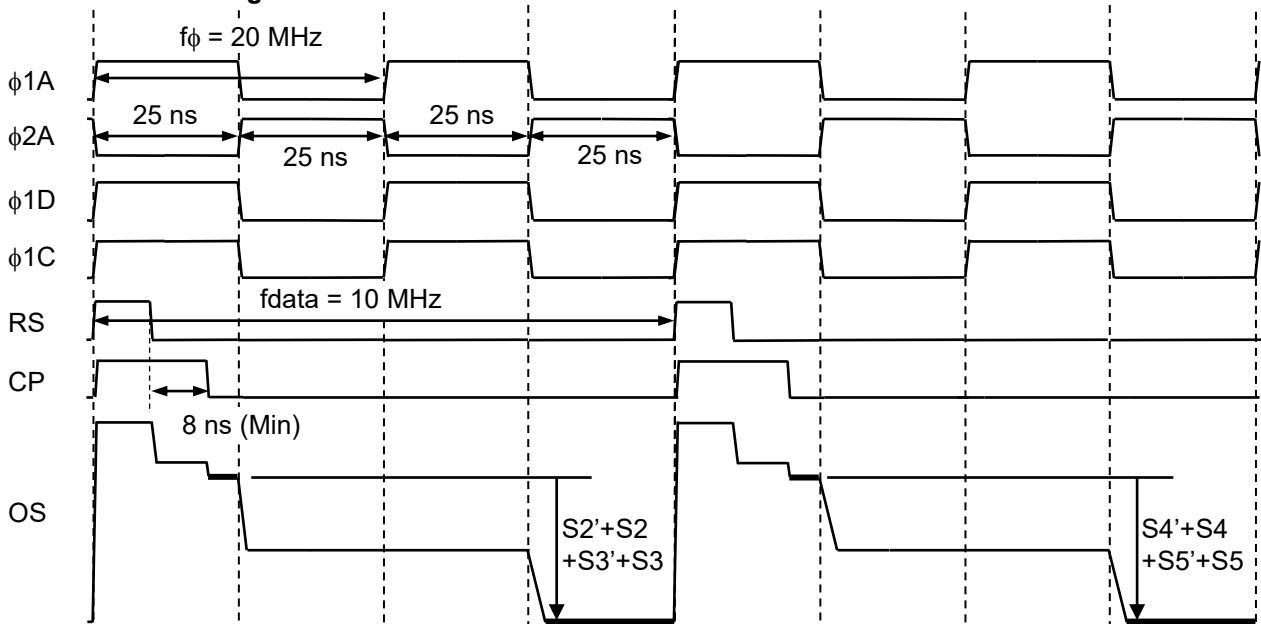 fϕ = 20 MHz
ϕ1A
25 ns
25 ns
ϕ2A
25 ns
25 ns
ϕ1D
ϕ1C
fdata = 10 MHz
RS
CP
8 ns (Min)
OS
S2'+S2
+S3'+S3
S4'+S4
+S5'+S5